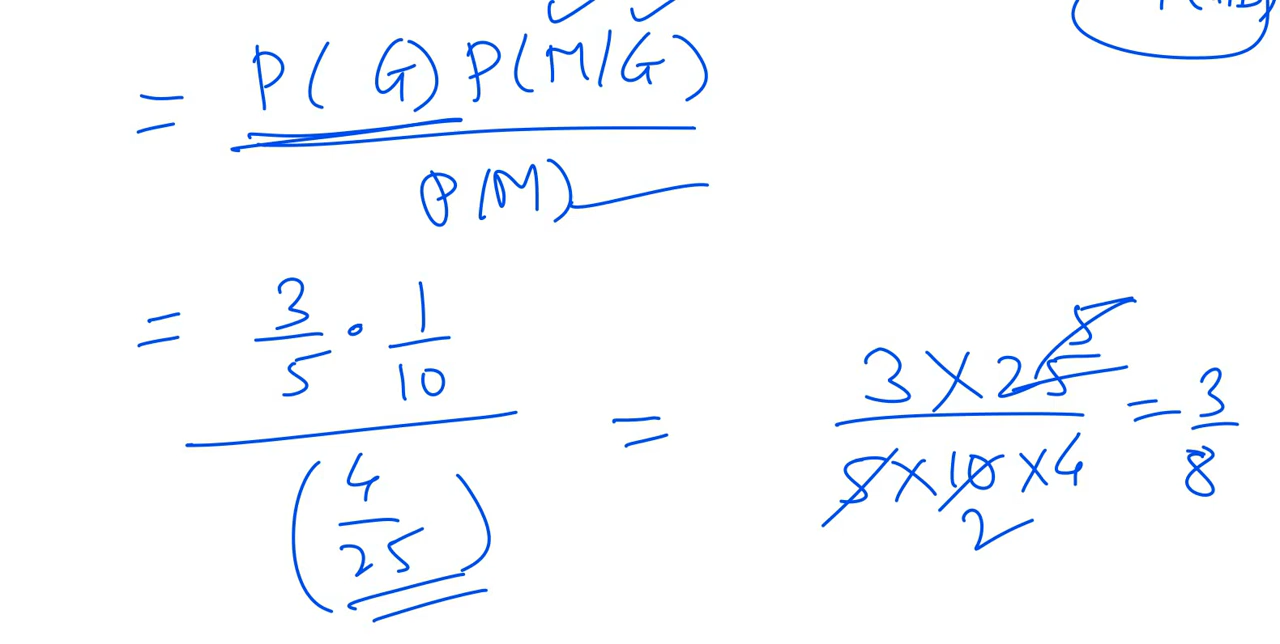 = P( G) P(M/G)
P(M)
= 3/5 · 1/10
(4/25)
= 3 X 25 5
5 X 10 X 4
2
= 3/8